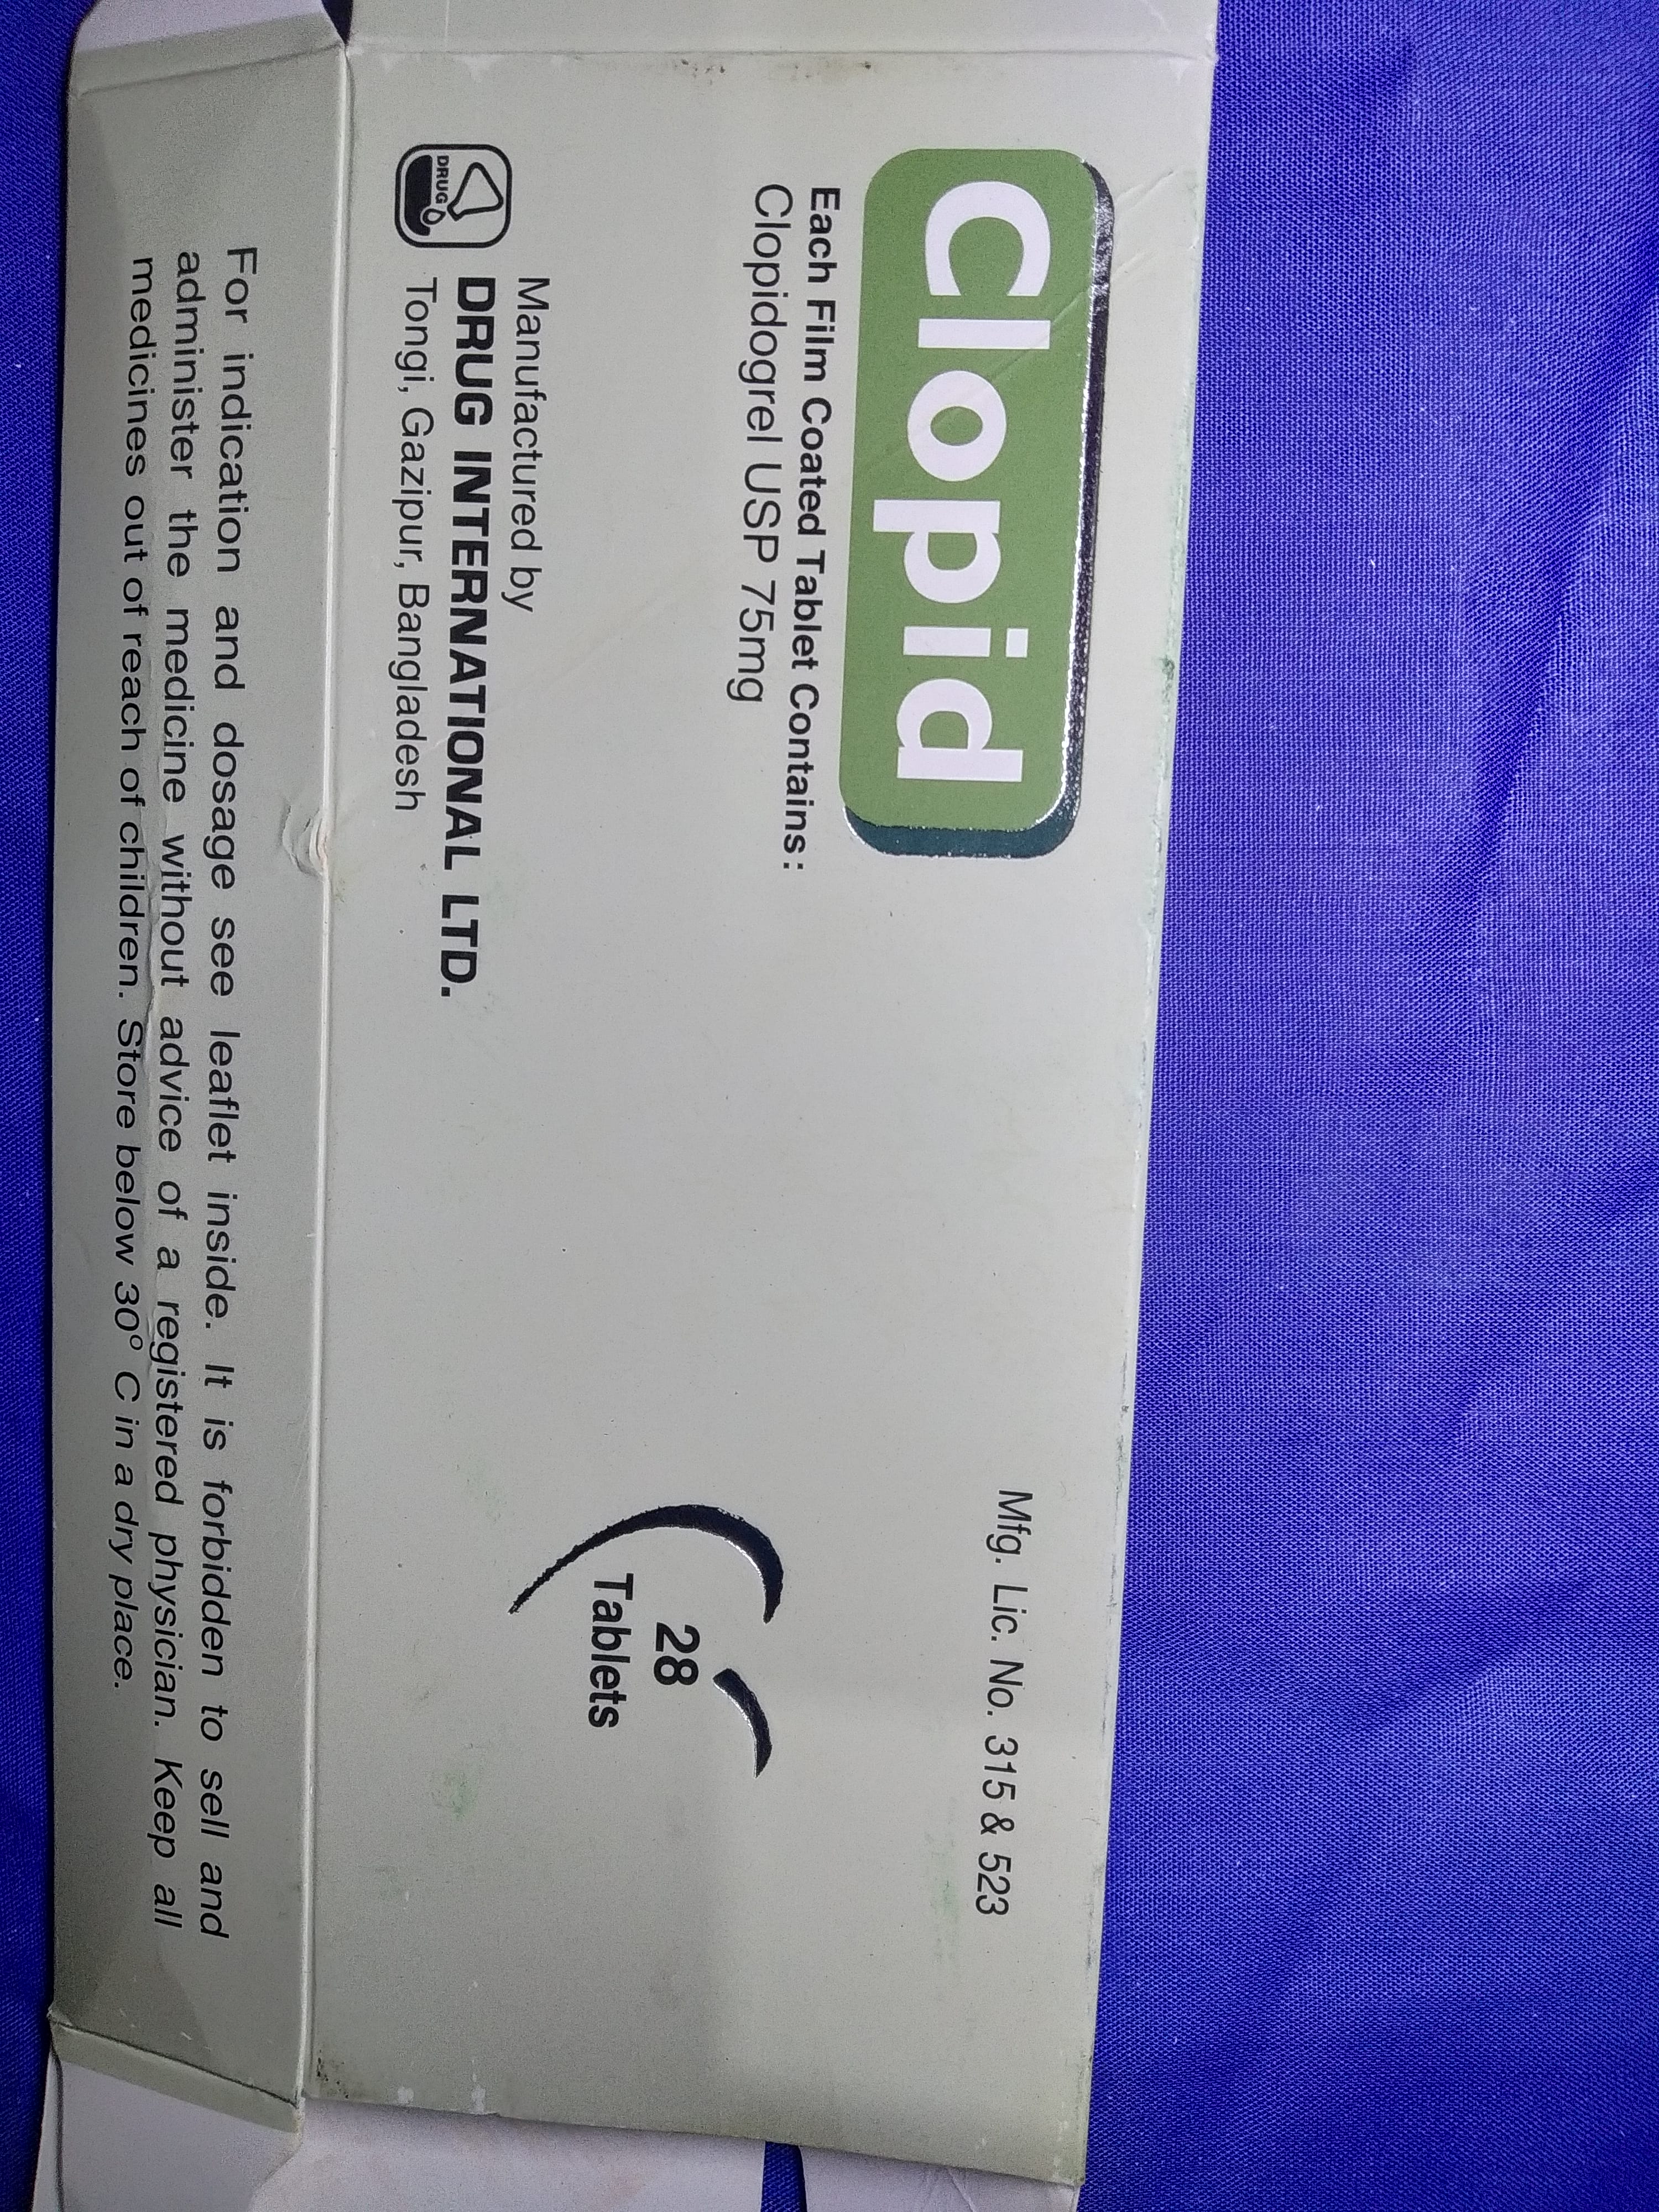 Clopid
Each Film Coated Tablet Contains:
Clopidogrel USP 75mg
Mfg. Lic. No. 315 & 523
28
Tablets
Manufactured by
DRUG INTERNATIONAL LTD.
Tongi, Gazipur, Bangladesh
DRUG
For indication and dosage see leaflet inside. It is forbidden to sell and
administer the medicine without advice of a registered physician. Keep all
medicines out of reach of children. Store below 30º C in a dry place.